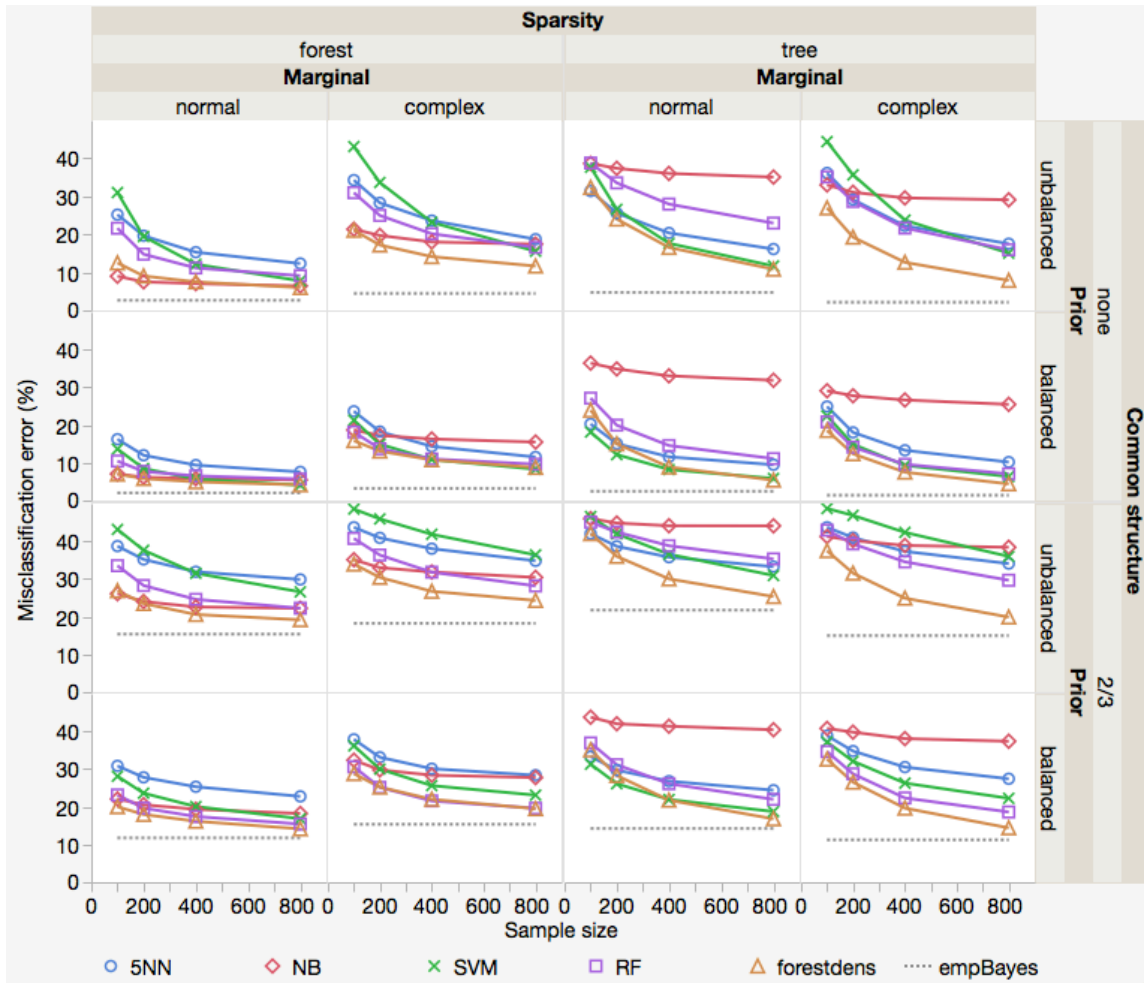 Sparsity
forest tree
Marginal Marginal
normal complex normal complex
40
30
20
10
0
unbalanced
40
30
20
10
0
balanced
Prior
none
40
30
20
10
0
unbalanced
40
30
20
10
0
balanced
Prior
2/3
Common structure
Misclassification error (%)
0 200 400 600 800 0 200 400 600 800 0 200 400 600 800 0 200 400 600 800
Sample size
5NN NB SVM RF forestdens empBayes